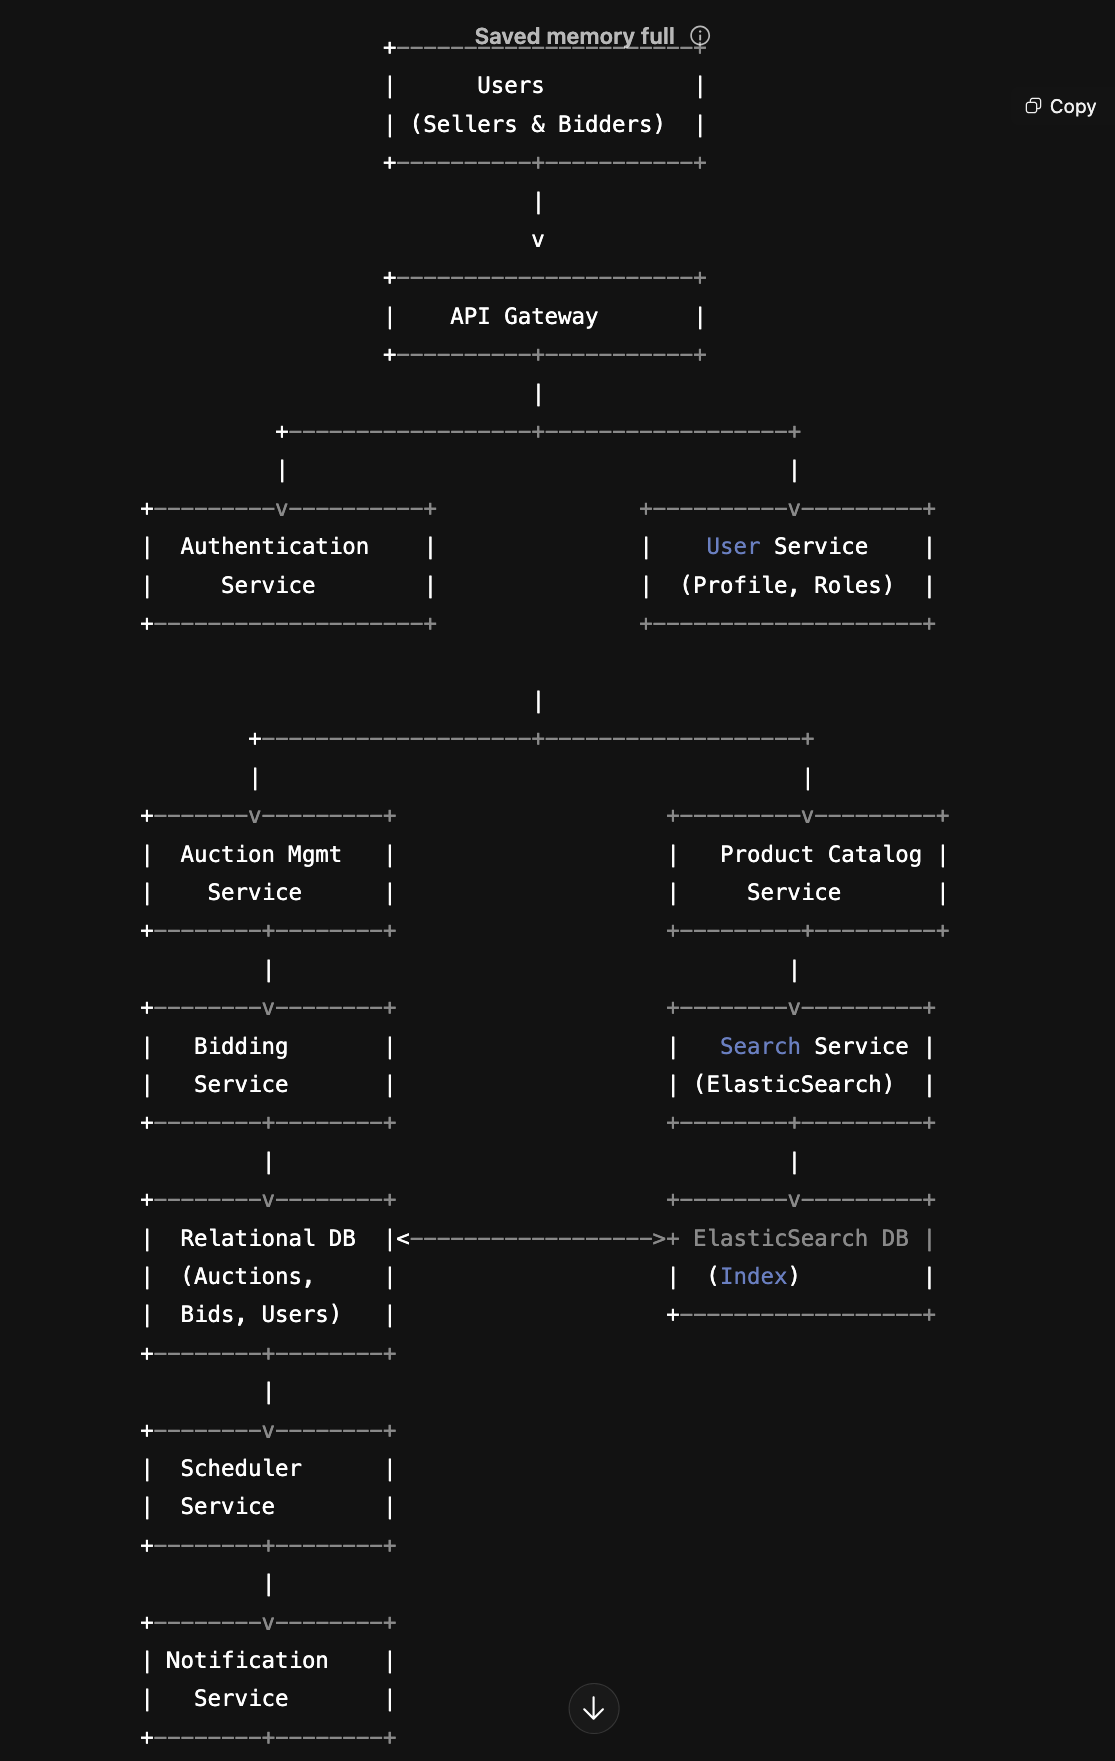 Saved memory full
Users
(Sellers & Bidders)
Copy
v
API Gateway
v v
Authentication User Service
Service (Profile, Roles)
v v
Auction Mgmt Product Catalog
Service Service
v v
Bidding Search Service
Service (ElasticSearch)
v v
Relational DB <------------------> ElasticSearch DB
(Auctions, (Index)
Bids, Users)
v
Scheduler
Service
v
Notification
Service